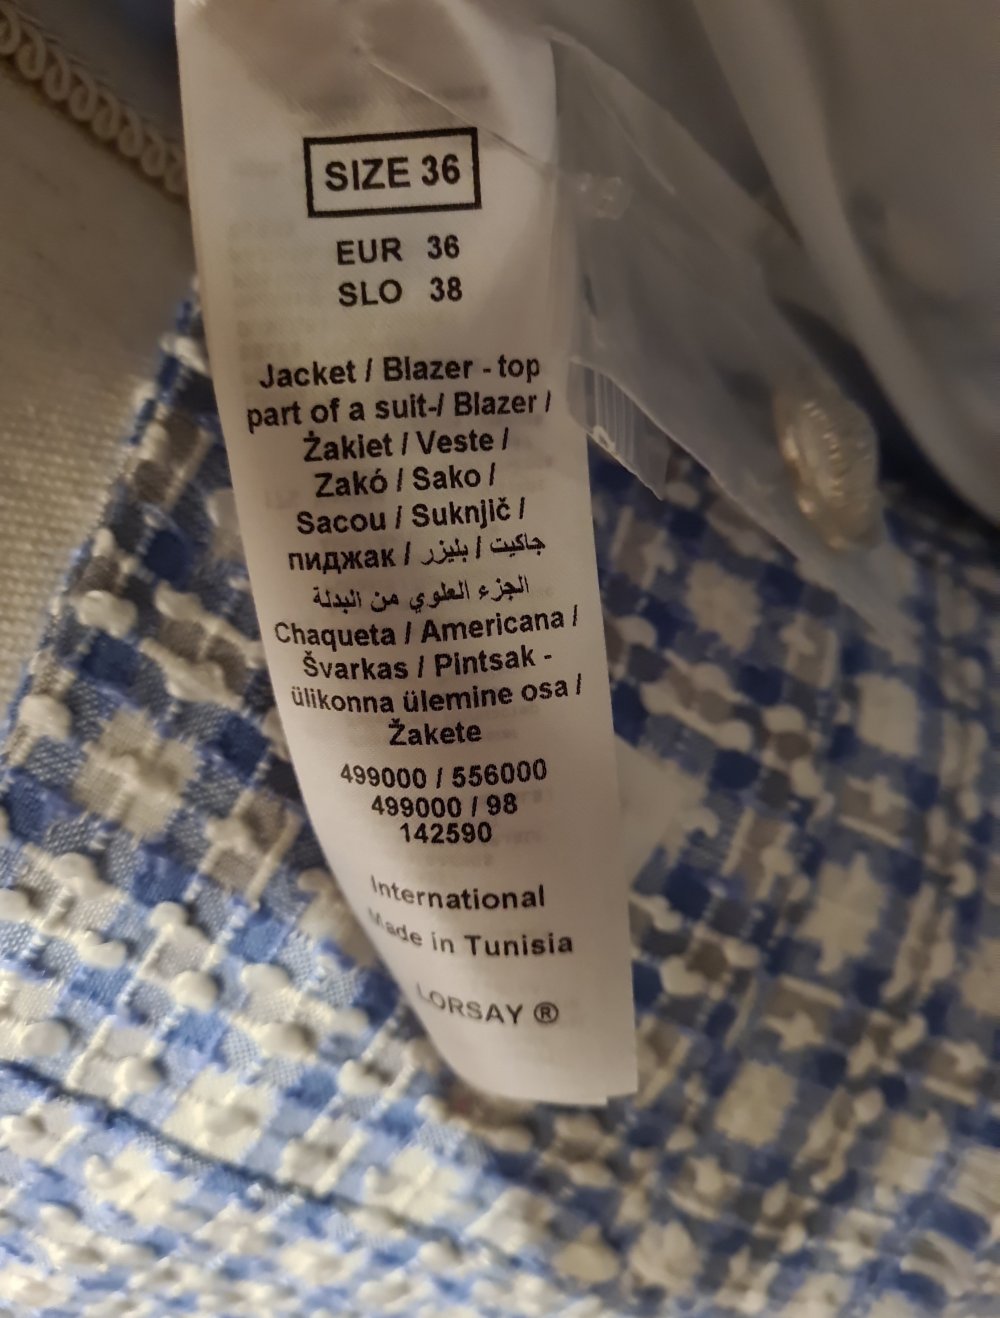 SIZE 36
EUR 36
SLO 38
Jacket / Blazer - top
part of a suit-/ Blazer /
Żakiet / Veste /
Zakó / Sako /
Sacou / Suknjič /
пиджак / جاكيت / بليزر
الجزء العلوي من البدلة
Chaqueta / Americana /
Švarkas / Pintsak -
ülikonna ülemine osa /
Žakete
499000 / 556000
499000 / 98
142590
International
Made in Tunisia
LORSAY ®